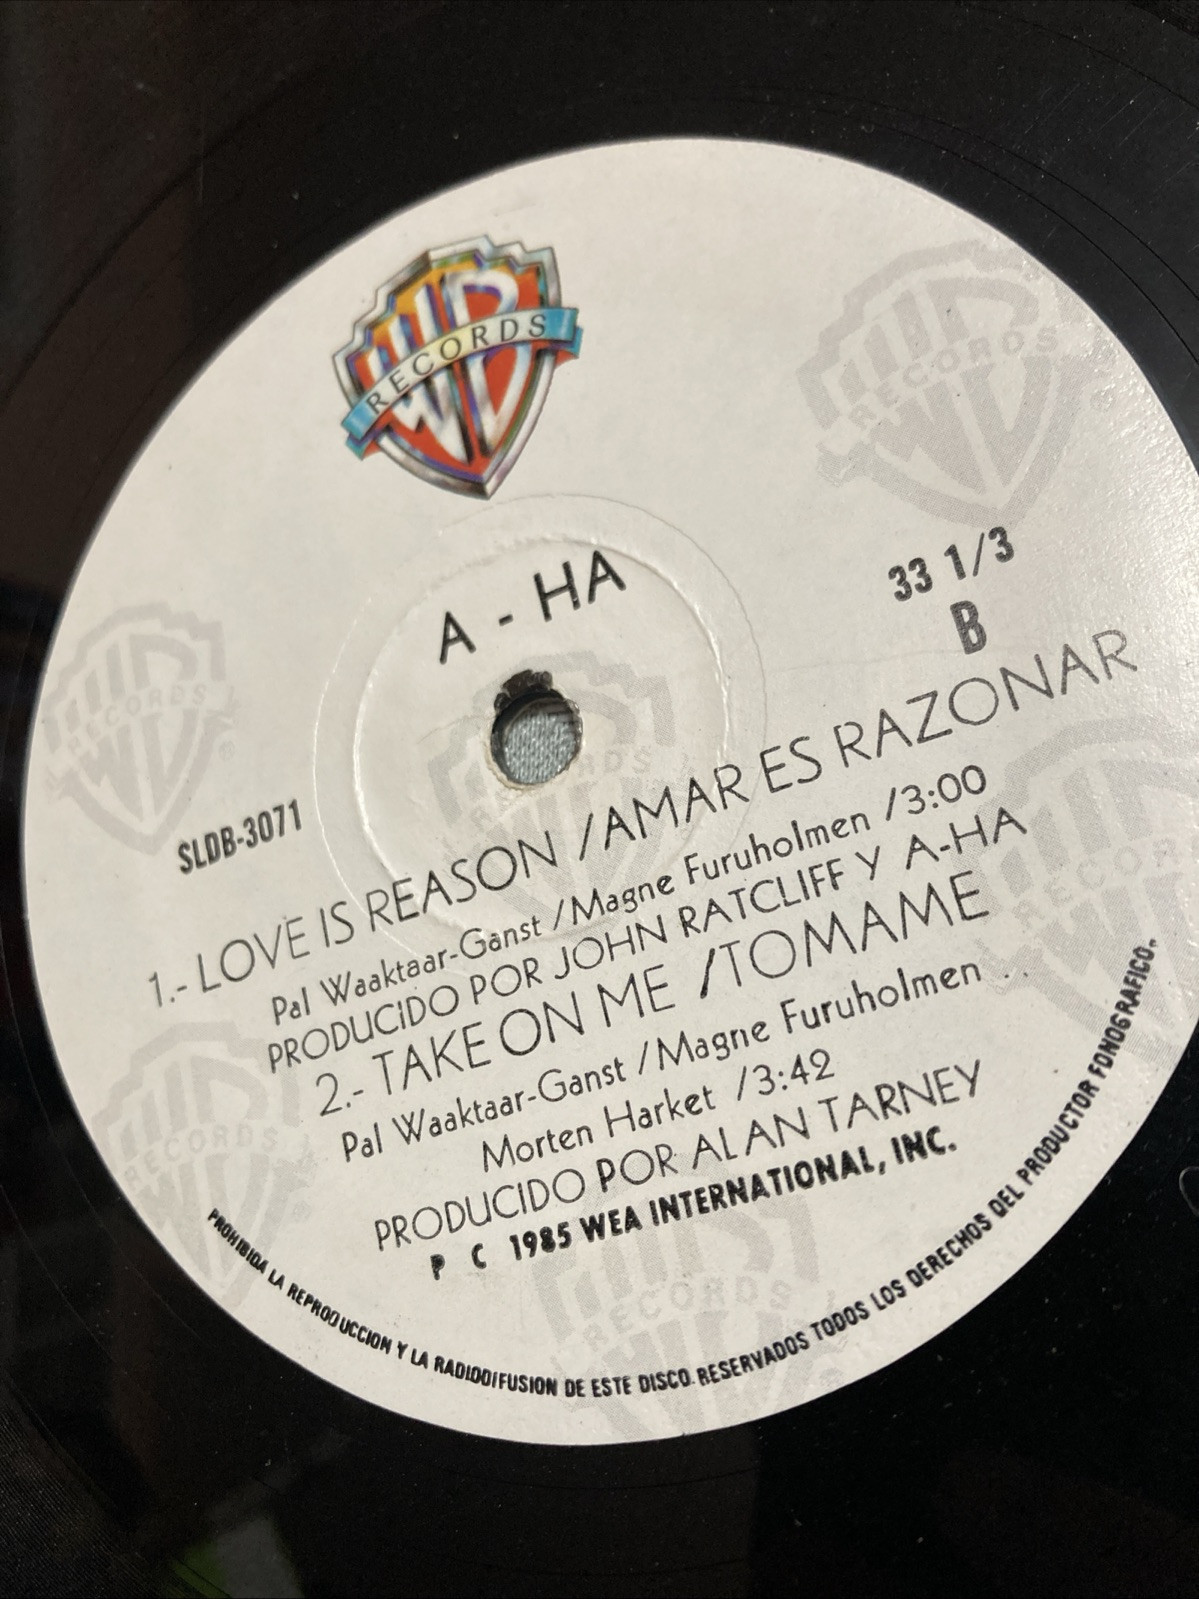 WB
RECORDS
A - HA
33 1/3
B
SLDB-3071
1.- LOVE IS REASON /AMAR ES RAZONAR
Pal Waaktaar-Ganst /Magne Furuholmen /3:00
PRODUCIDO POR JOHN RATCLIFF Y A-HA
2.- TAKE ON ME /TOMAME
Pal Waaktaar-Ganst /Magne Furuholmen ..
Morten Harket /3:42
PRODUCIDO POR ALAN TARNEY
P C 1985 WEA INTERNATIONAL, INC.
PROHIBIDA LA REPRODUCCION Y LA RADIODIFUSION DE ESTE DISCO. RESERVADOS TODOS LOS DERECHOS DEL PRODUCTOR FONOGRAFICO.